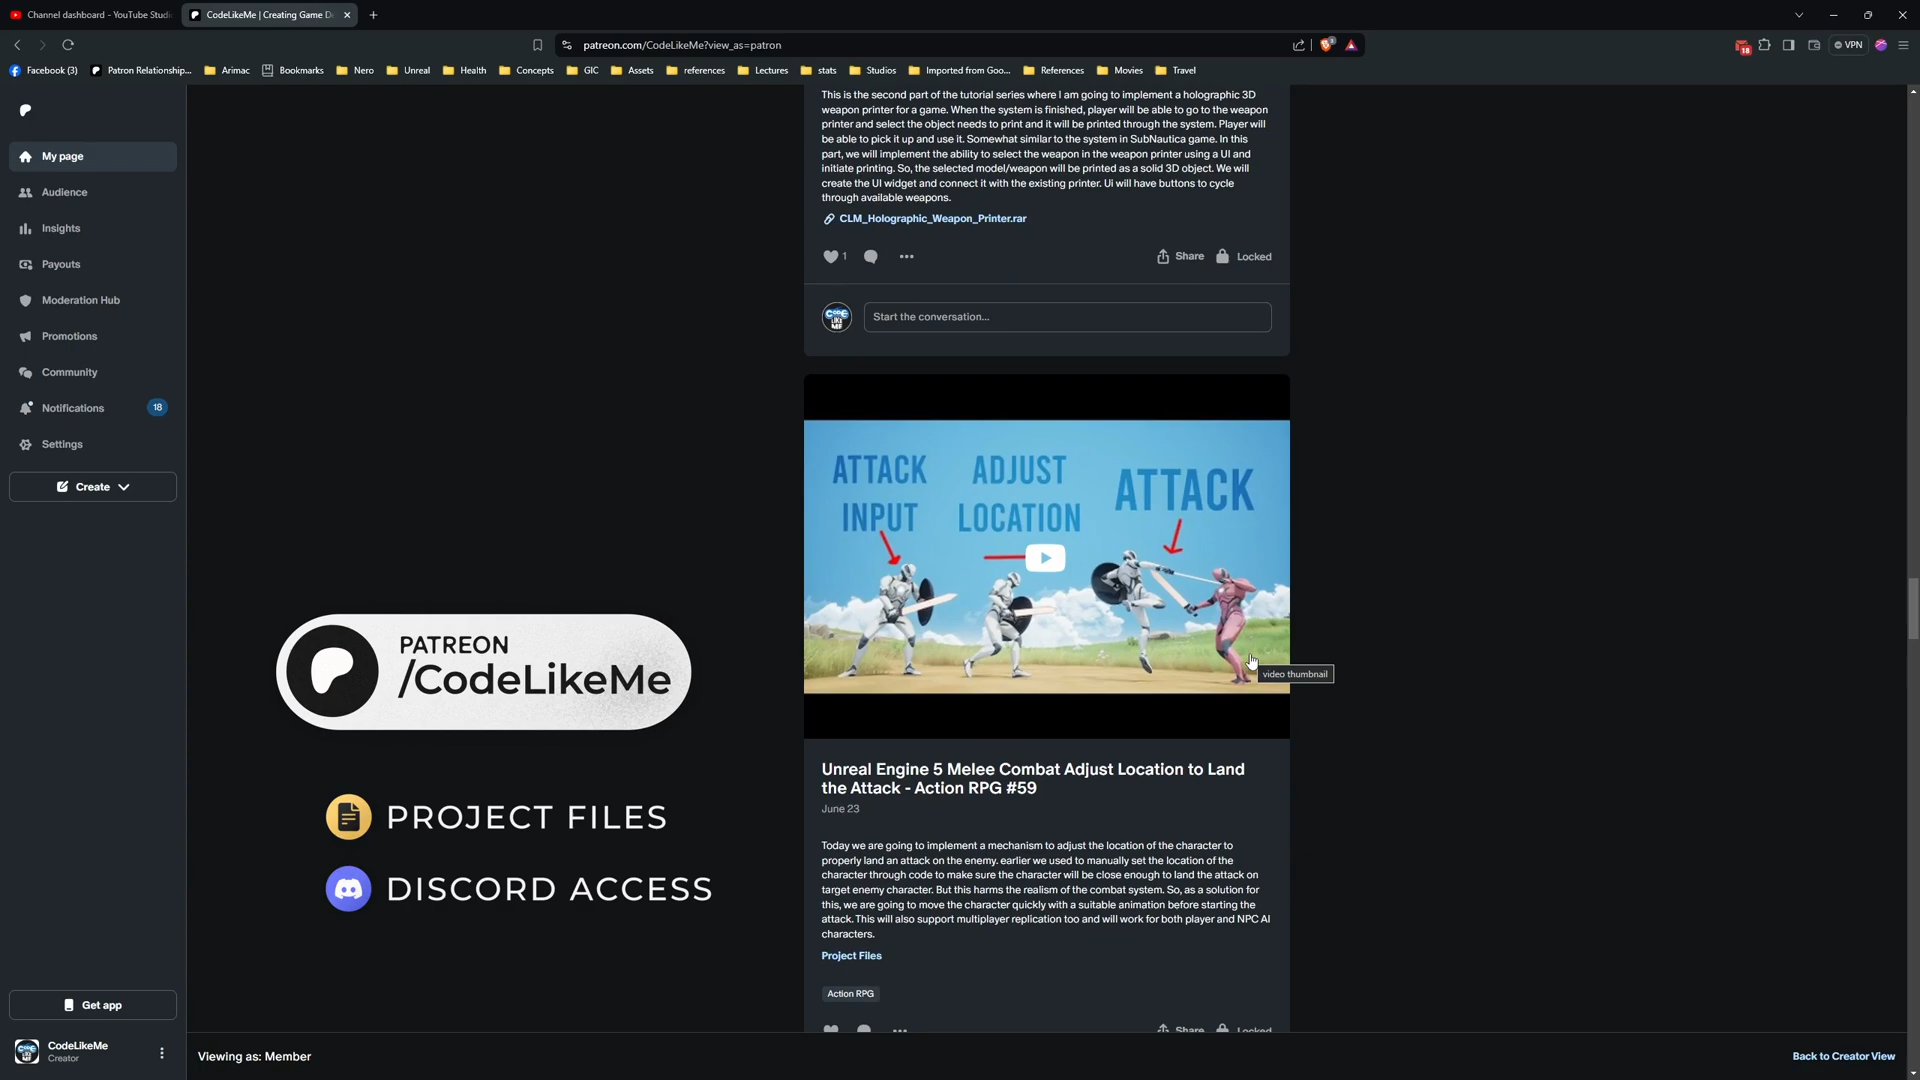 Channel dashboard - YouTube Studi
CodeLikeMe | Creating Game De
patreon.com/CodeLikeMe?view_as=patron
18
VPN
Facebook (3)
Patron Relationship...
Arimac
Bookmarks
Nero
Unreal
Health
Concepts
GIC
Assets
references
Lectures
stats
Studios
Imported from Goo...
References
Movies
Travel
My page
Audience
Insights
Payouts
Moderation Hub
Promotions
Community
Notifications 18
Settings
Create
This is the second part of the tutorial series where I am going to implement a holographic 3D
weapon printer for a game. When the system is finished, player will be able to go to the weapon
printer and select the object needs to print and it will be printed through the system. Player will
be able to pick it up and use it. Somewhat similar to the system in SubNautica game. In this
part, we will implement the ability to select the weapon in the weapon printer using a UI and
initiate printing. So, the selected model/weapon will be printed as a solid 3D object. We will
create the UI widget and connect it with the existing printer. Ui will have buttons to cycle
through available weapons.
CLM_Holographic_Weapon_Printer.rar
1
Share
Locked
CODE LIKE ME
Start the conversation...
ATTACK INPUT
ADJUST LOCATION
ATTACK
video thumbnail
PATREON
/CodeLikeMe
PROJECT FILES
DISCORD ACCESS
Unreal Engine 5 Melee Combat Adjust Location to Land
the Attack - Action RPG #59
June 23
Today we are going to implement a mechanism to adjust the location of the character to
properly land an attack on the enemy. earlier we used to manually set the location of the
character through code to make sure the character will be close enough to land the attack on
target enemy character. But this harms the realism of the combat system. So, as a solution for
this, we are going to move the character quickly with a suitable animation before starting the
attack. This will also support multiplayer replication too and will work for both player and NPC AI
characters.
Project Files
Action RPG
Share
Locked
Get app
CodeLikeMe
Creator
Viewing as: Member
Back to Creator View